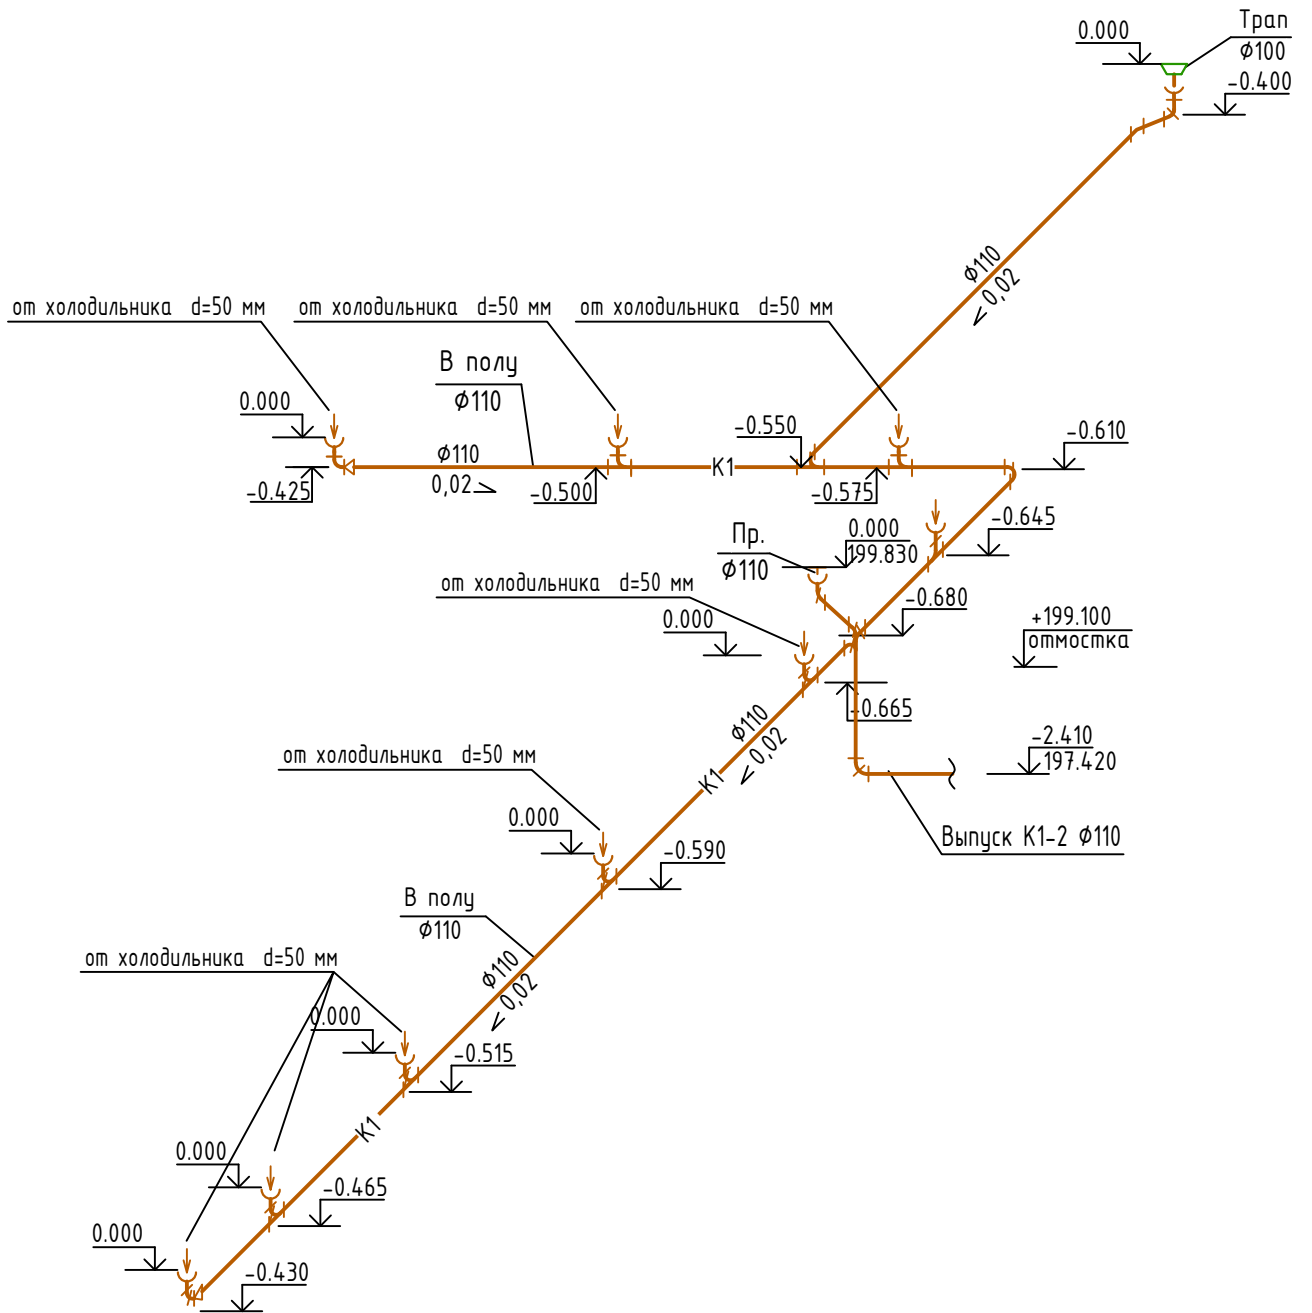 Трап
0.000
Ф100
-0.400
Ф110
0,02
от холодильника d=50 мм
от холодильника d=50 мм
от холодильника d=50 мм
В полу
Ф110
0.000
-0.550
-0.610
Ф110
К1
0,02
-0.425
-0.500
-0.575
-0.645
Пр.
Ф110
0.000
199.830
от холодильника d=50 мм
-0.680
0.000
+199.100
отмостка
-0.665
Ф110
0,02
-2.410
197.420
от холодильника d=50 мм
К1
0.000
Выпуск К1-2 Ф110
-0.590
В полу
Ф110
от холодильника d=50 мм
Ф110
0,02
0.000
-0.515
К1
0.000
-0.465
0.000
-0.430